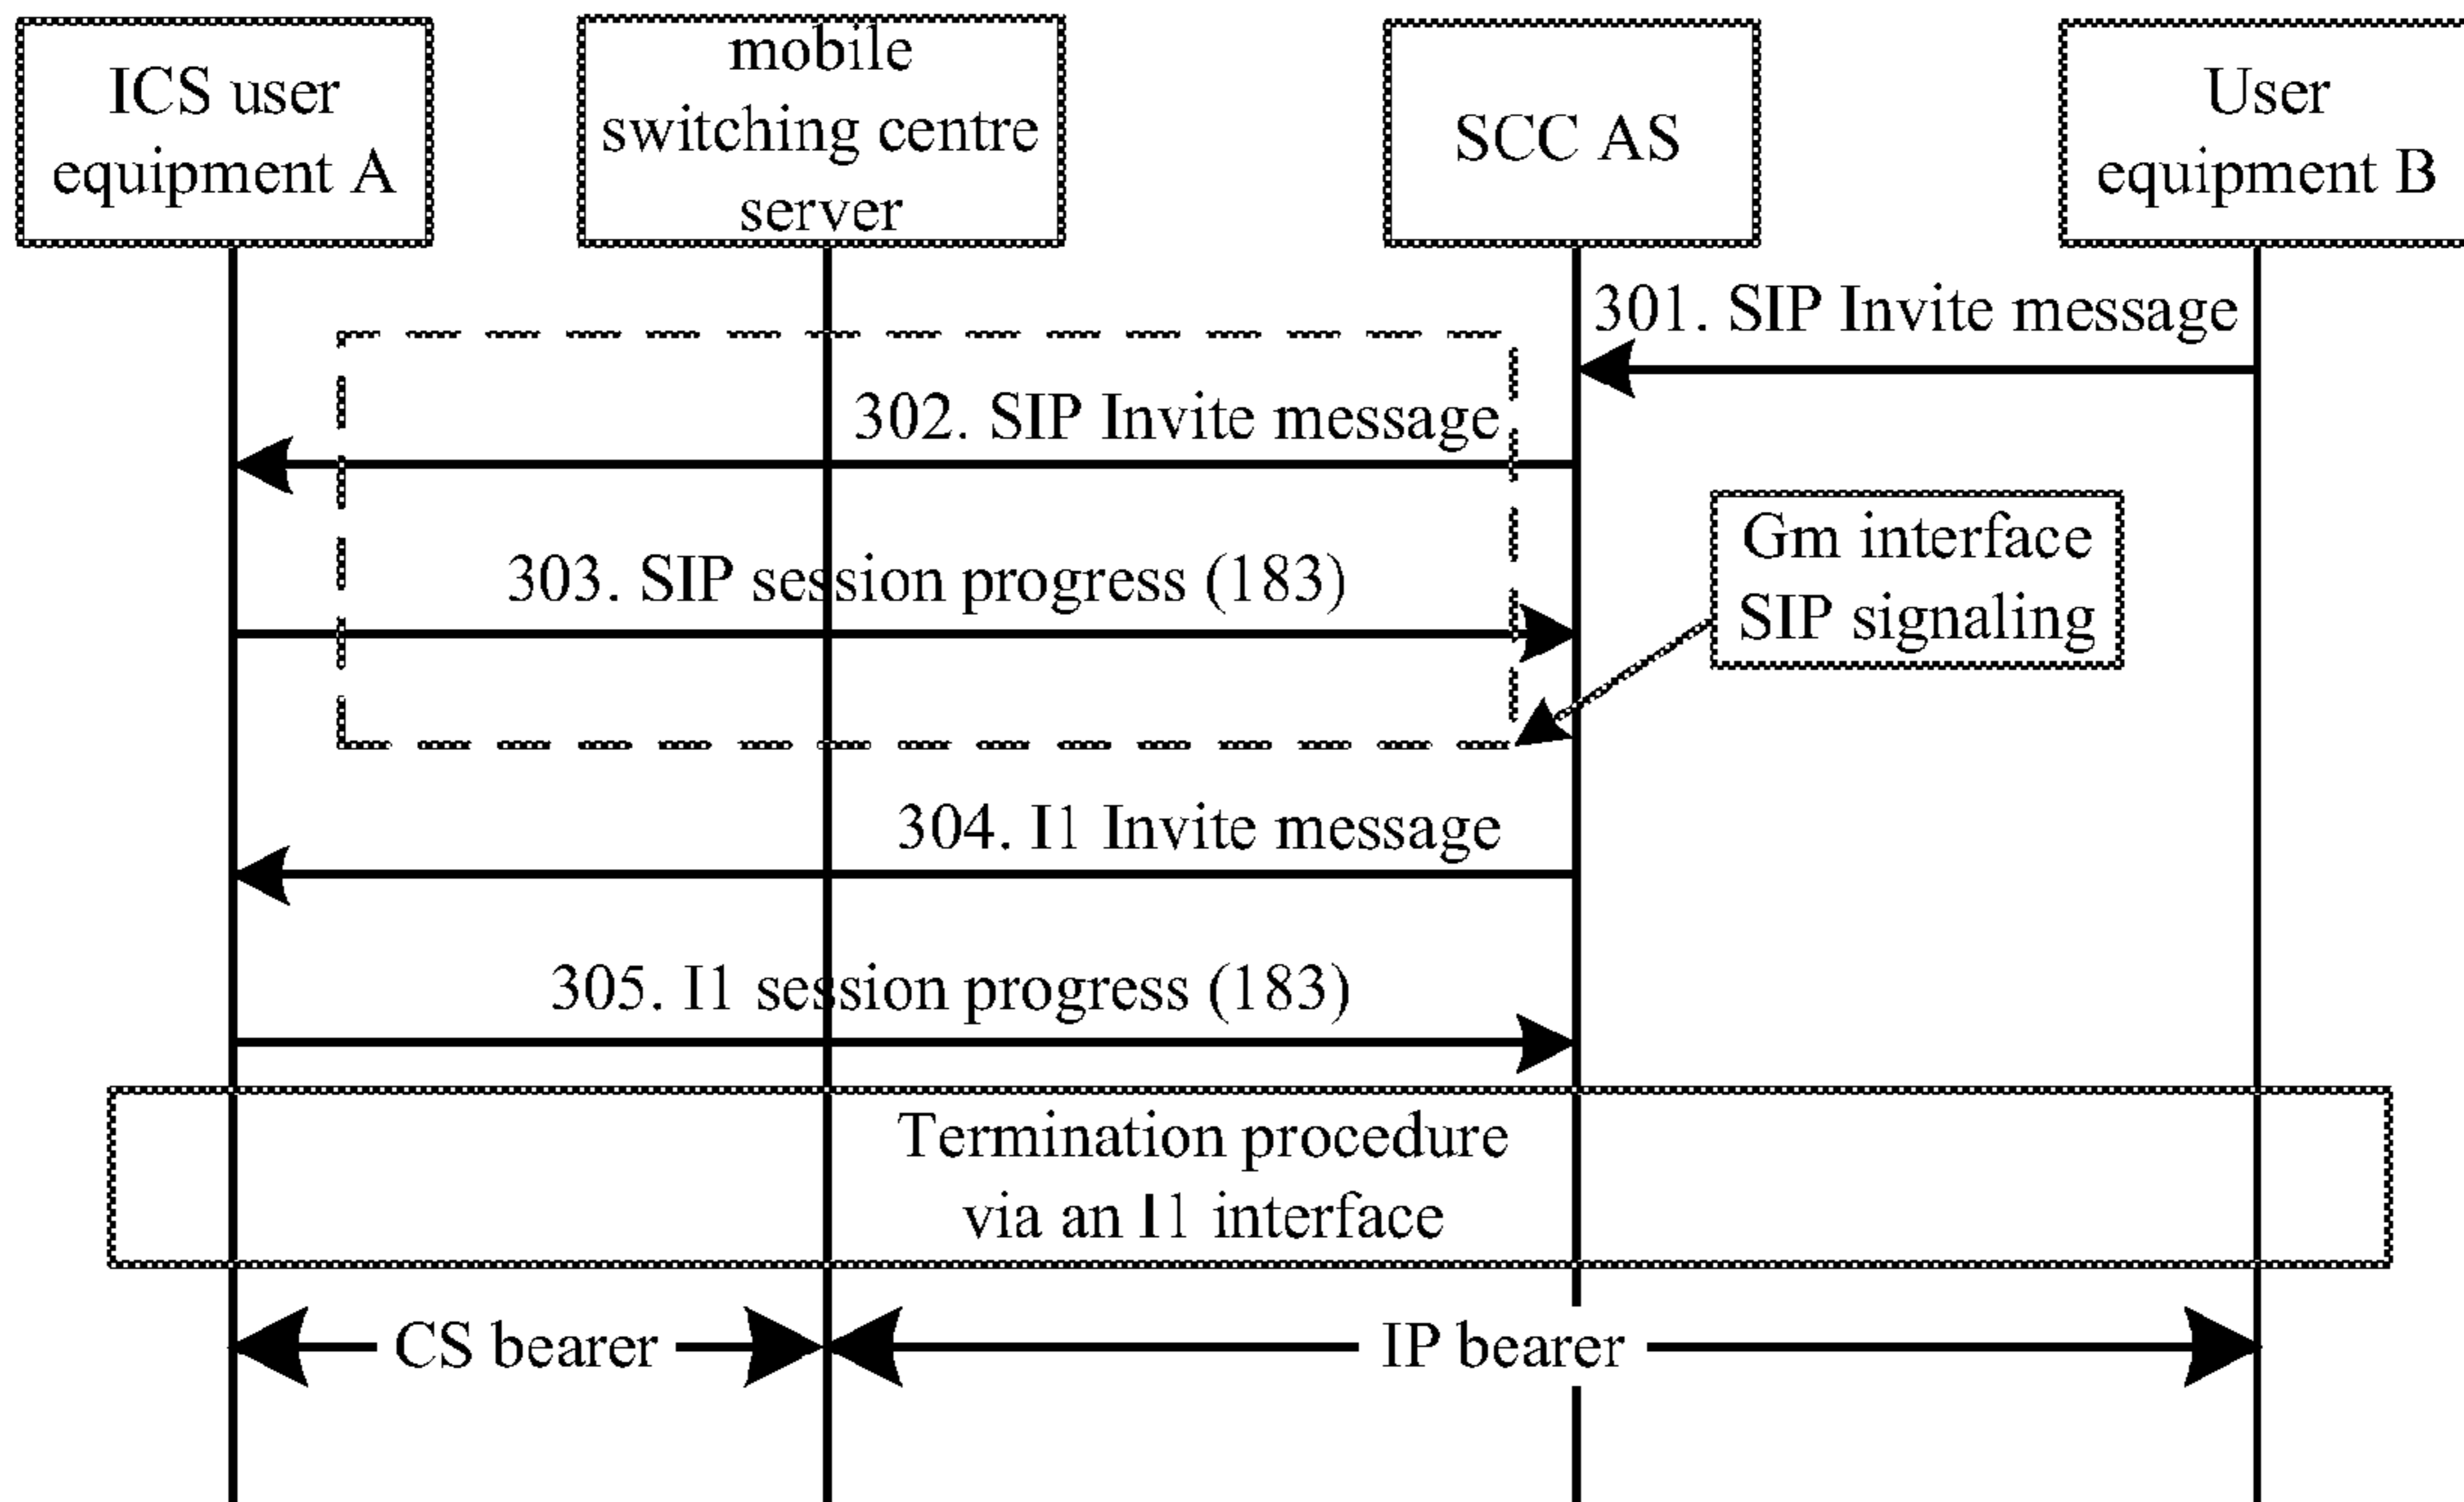 ICS user
equipment A
mobile
switching centre
server
SCC AS
User
equipment B
301. SIP Invite message
302. SIP Invite message
303. SIP session progress (183)
Gm interface
SIP signaling
304. I1 Invite message
305. I1 session progress (183)
Termination procedure
via an I1 interface
CS bearer
IP bearer